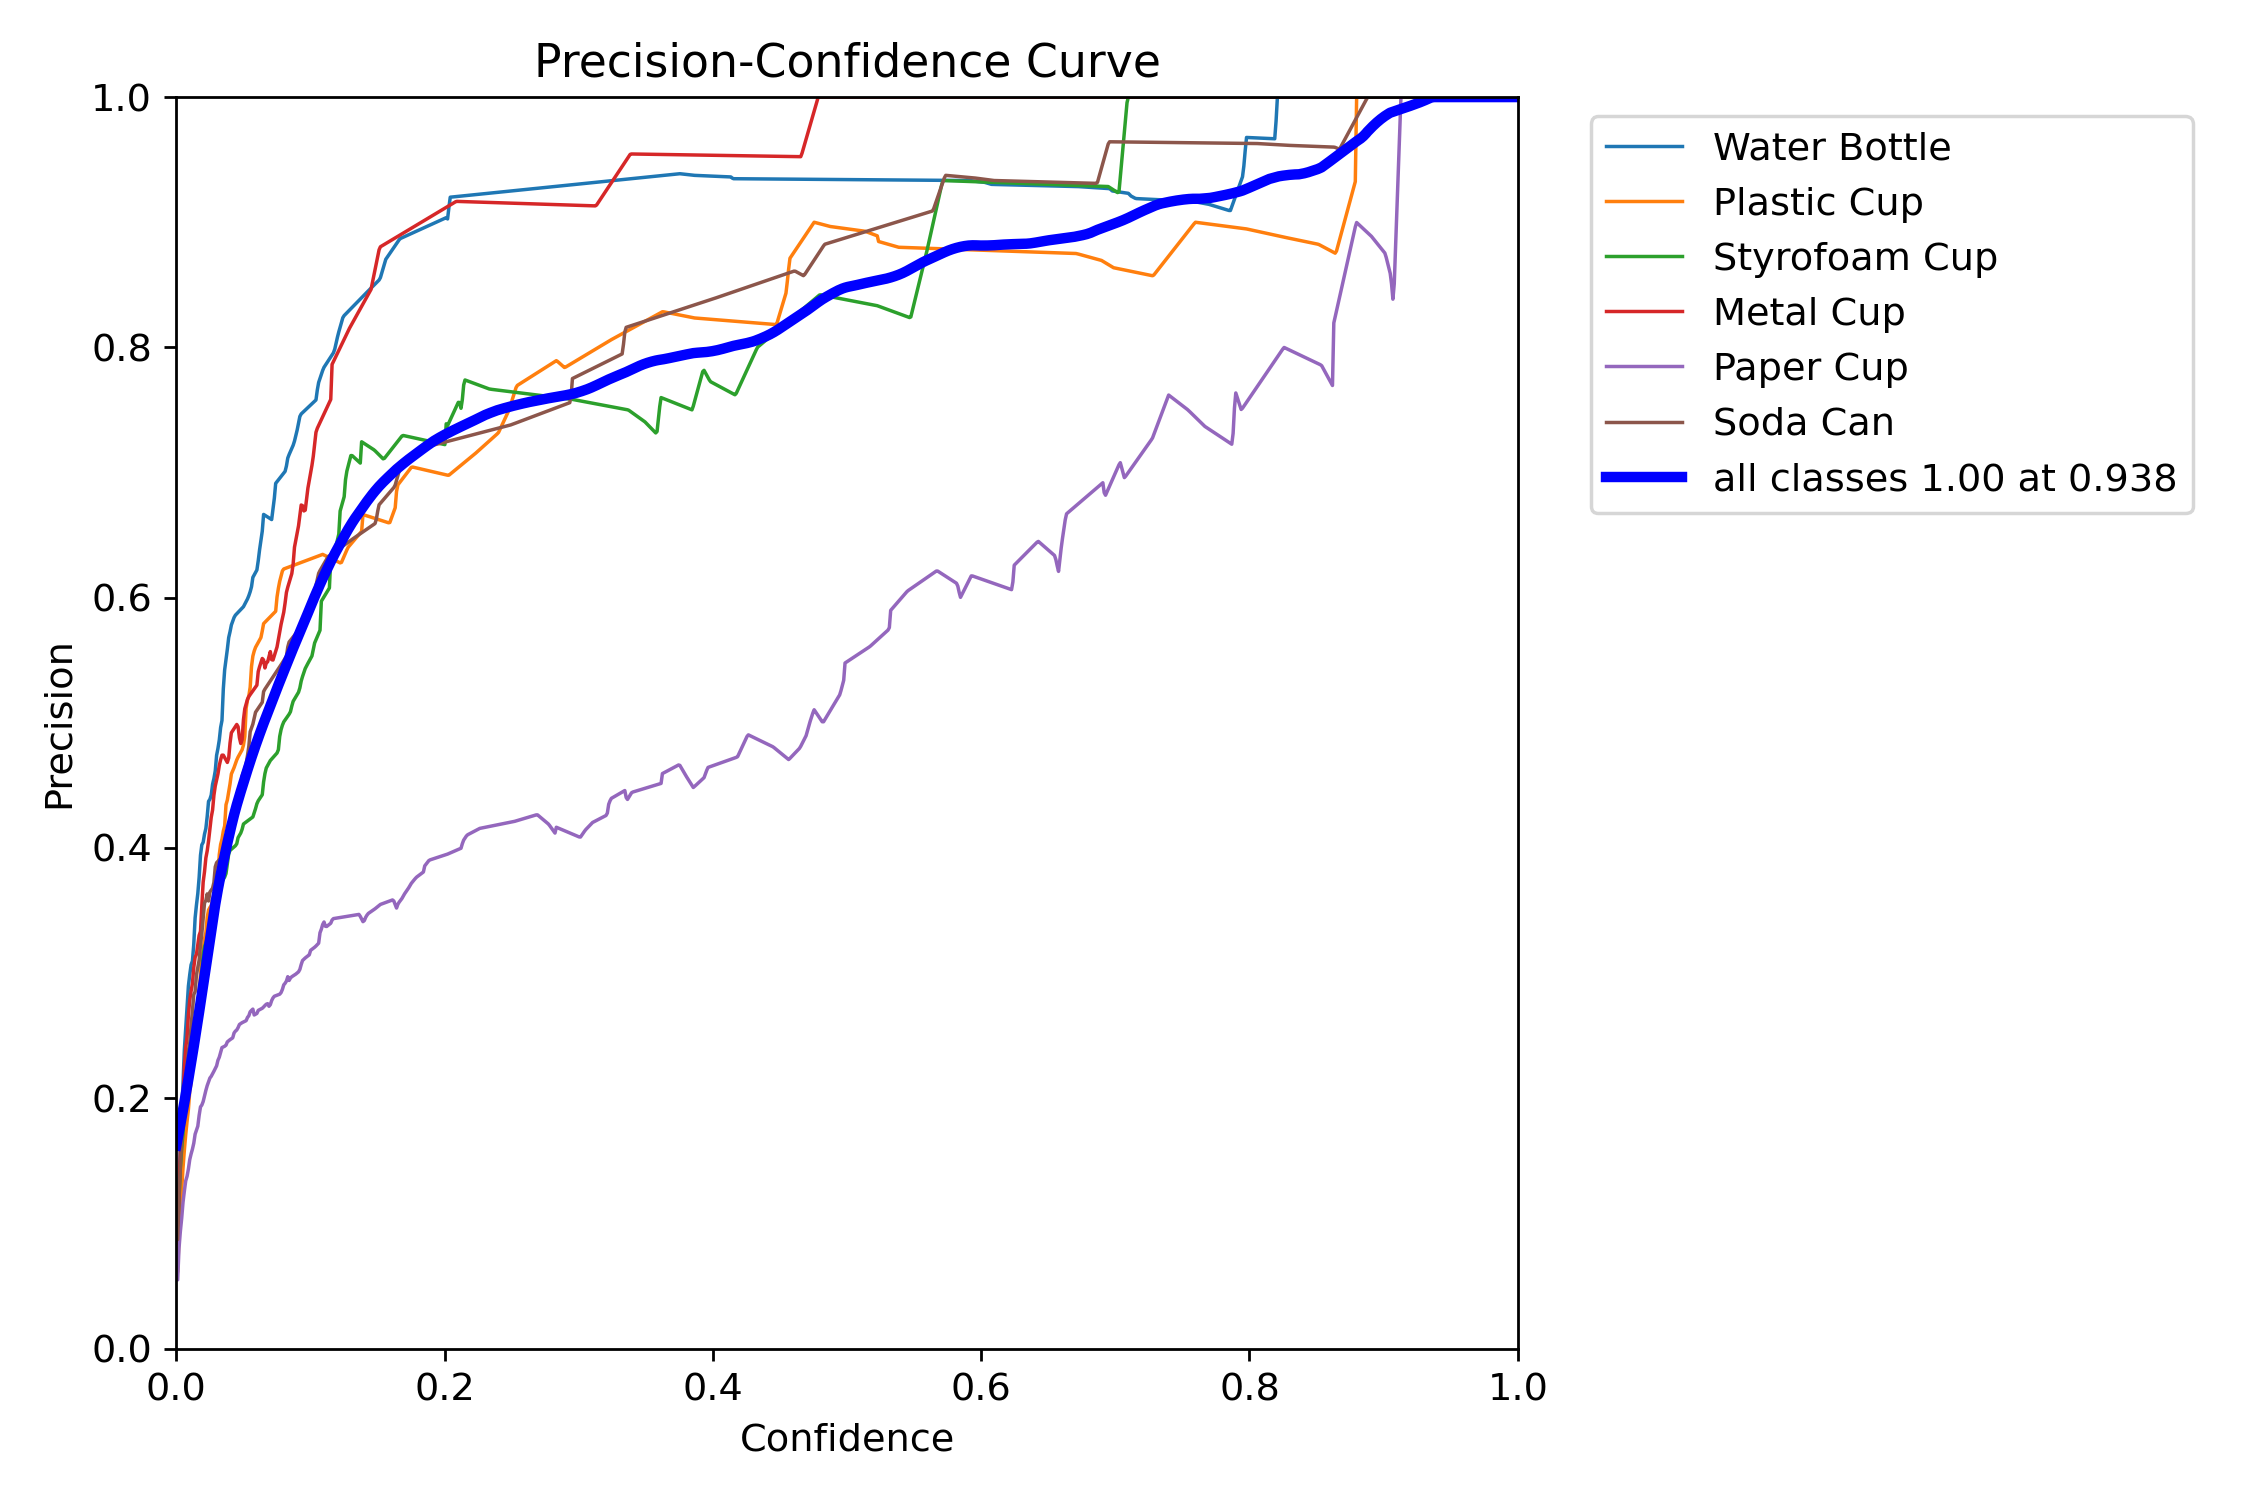 Precision-Confidence Curve
1.0
0.8
0.6
0.4
0.2
0.0
Precision
0.0 0.2 0.4 0.6 0.8 1.0
Confidence
Water Bottle
Plastic Cup
Styrofoam Cup
Metal Cup
Paper Cup
Soda Can
all classes 1.00 at 0.938